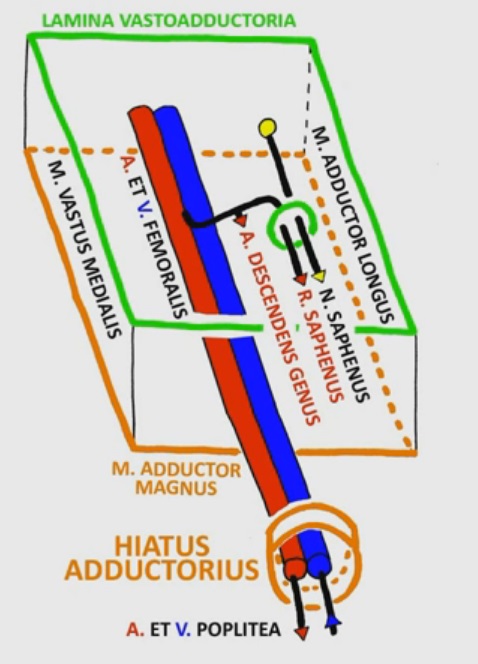 LAMINA VASTOADDUCTORIA
M. VASTUS MEDIALIS
A. ET V. FEMORALIS
M. ADDUCTOR LONGUS
A. DESCENDENS GENUS
R. SAPHENUS
N. SAPHENUS
M. ADDUCTOR
MAGNUS
HIATUS
ADDUCTORIUS
A. ET V. POPLITEA